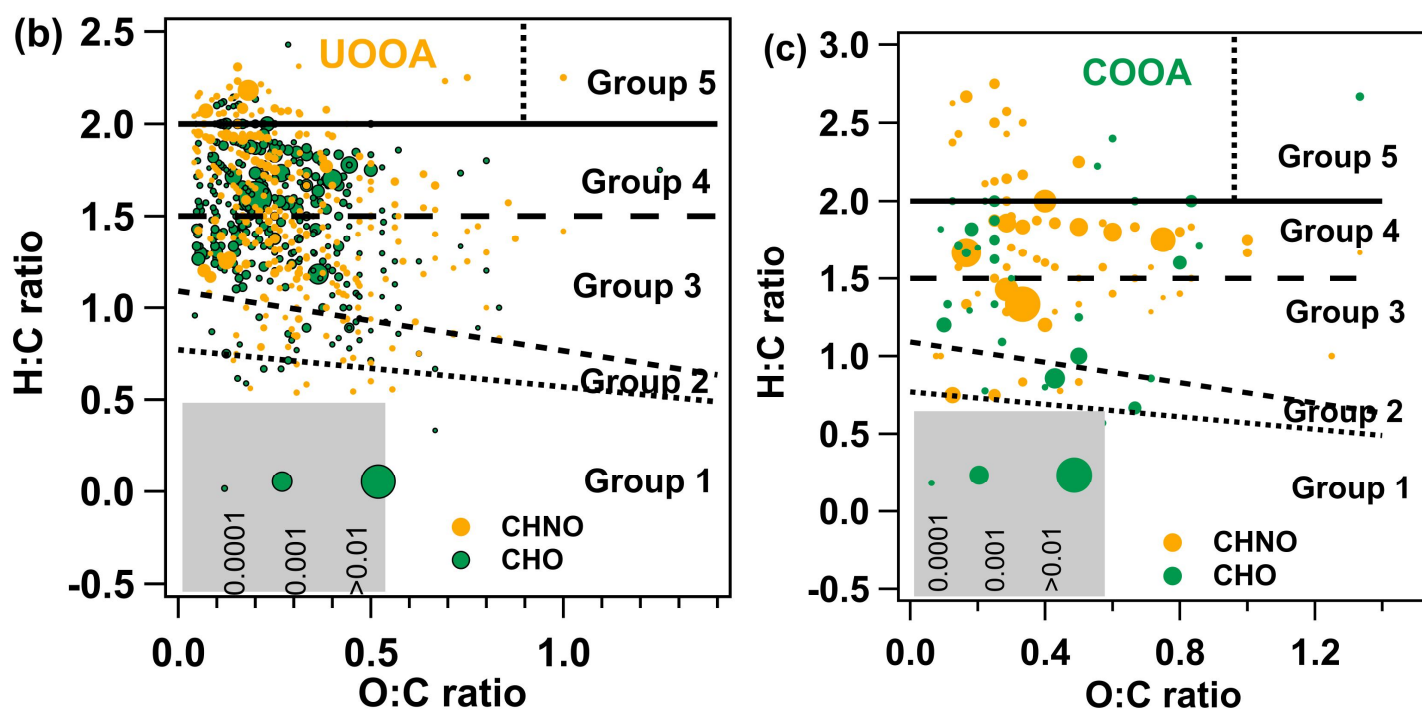 (b)
UOOA
H:C ratio
2.5
2.0
1.5
1.0
0.5
0.0
-0.5
Group 5
Group 4
Group 3
Group 2
Group 1
0.0001
0.001
>0.01
CHNO
CHO
0.0
0.5
1.0
O:C ratio
(c)
COOA
H:C ratio
3.0
2.5
2.0
1.5
1.0
0.5
0.0
-0.5
Group 5
Group 4
Group 3
Group 2
Group 1
0.0001
0.001
>0.01
CHNO
CHO
0.0
0.4
0.8
1.2
O:C ratio